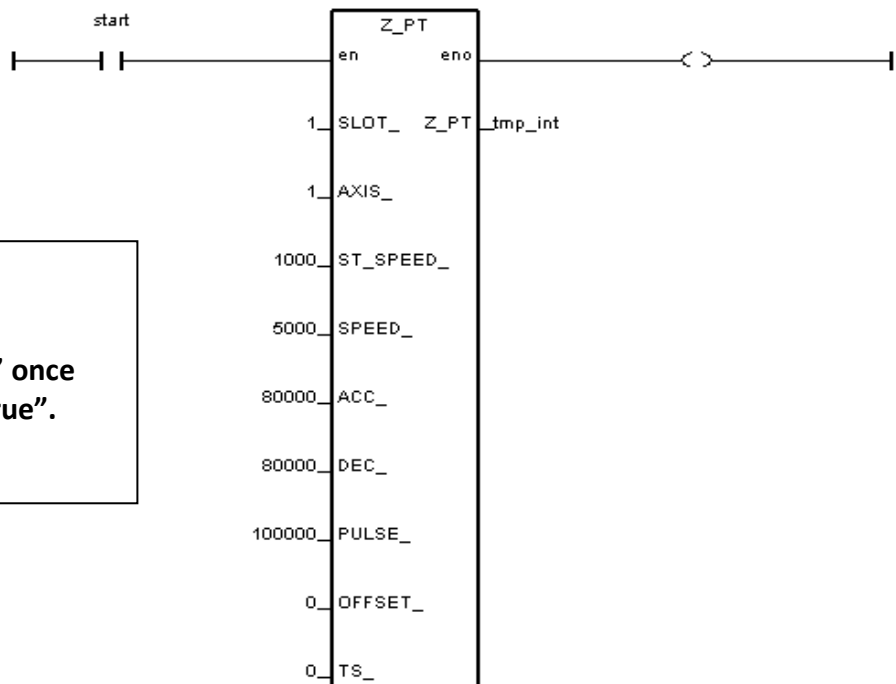 start
Z_PT
en eno
1 SLOT_ Z_PT tmp_int
1 AXIS_
1000 ST_SPEED_
5000 SPEED_
80000 ACC_
80000 DEC_
100000 PULSE_
0 OFFSET_
0 TS_
” once
rue”.